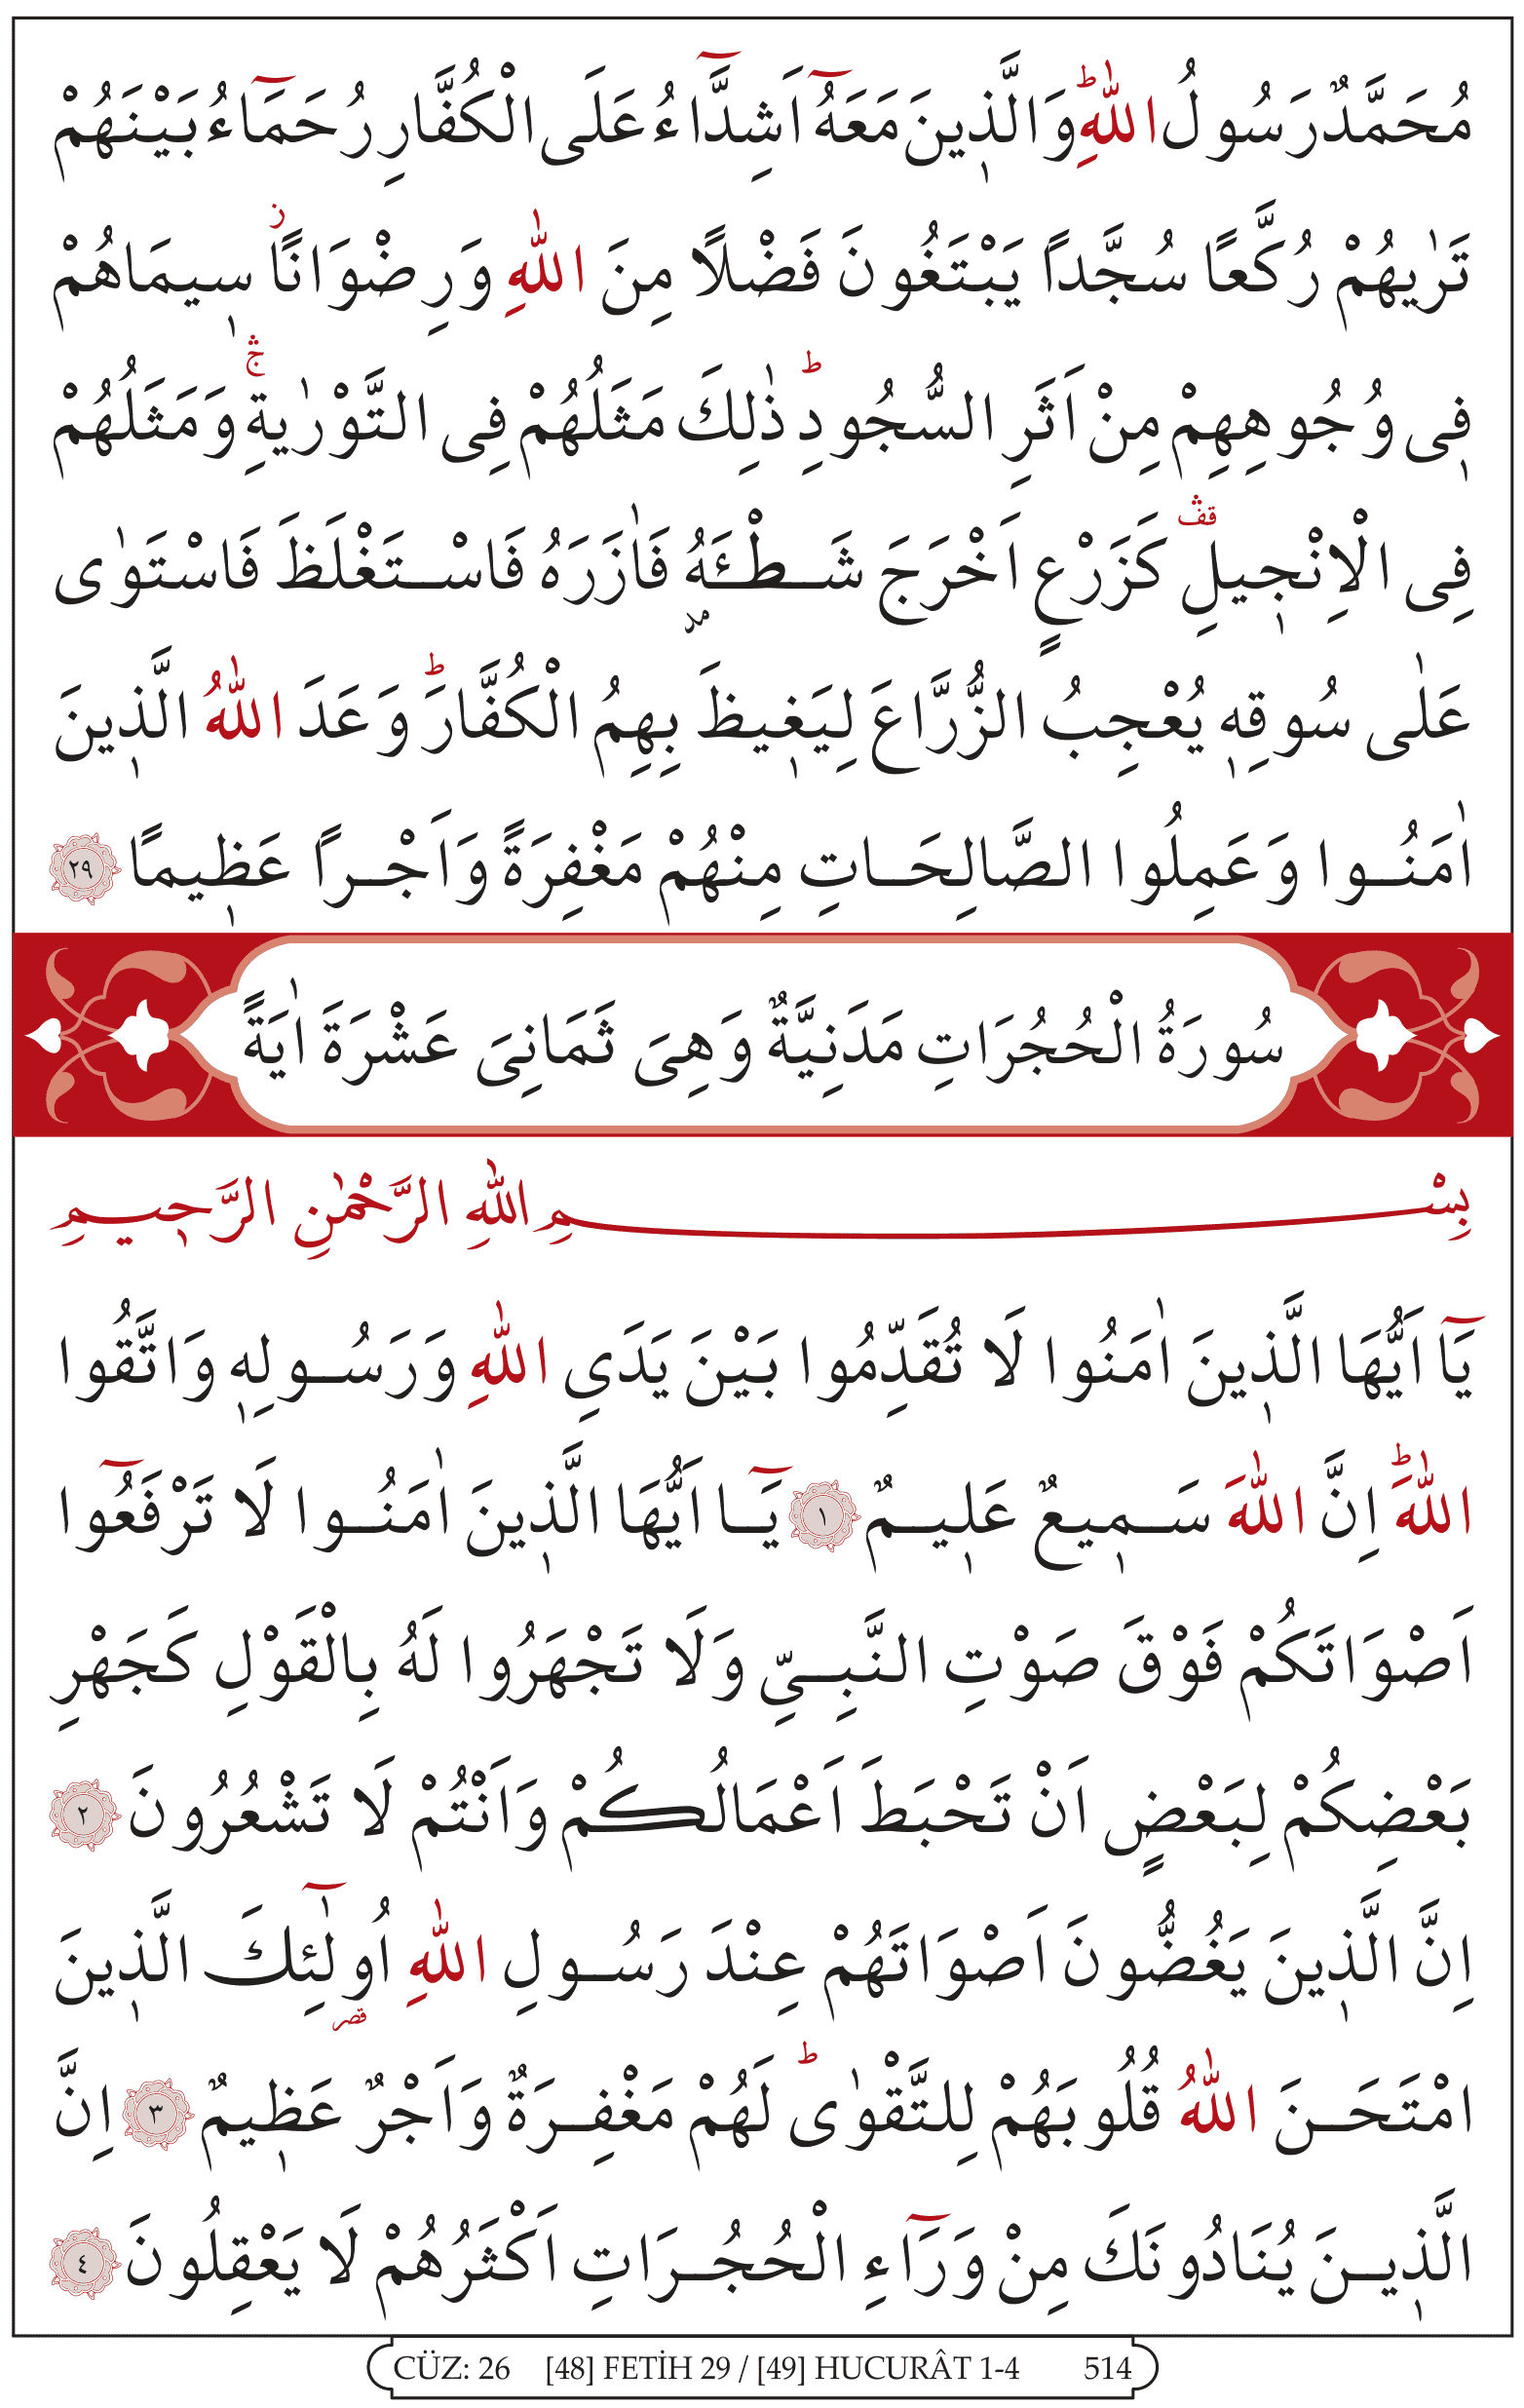 مُحَمَّدٌ رَسُولُ اللّٰهِۜ وَالَّذ۪ينَ مَعَهُٓ اَشِدَّٓاءُ عَلَى الْكُفَّارِ رُحَمَٓاءُ بَيْنَهُمْ
تَرٰيهُمْ رُكَّعًا سُجَّدًا يَبْتَغُونَ فَضْلًا مِنَ اللّٰهِ وَرِضْوَانًاۘ س۪يمَاهُمْ
ف۪ى وُجُوهِهِمْ مِنْ اَثَرِ السُّجُودِۜ ذٰلِكَ مَثَلُهُمْ فِى التَّوْرٰيةِۚۛ وَمَثَلُهُمْ
فِى الْاِنْج۪يلِ۠ كَزَرْعٍ اَخْرَجَ شَطْـَٔهُ فَاٰزَرَهُ فَاسْتَغْلَظَ فَاسْتَوٰى
عَلٰى سُوقِه۪ يُعْجِبُ الزُّرَّاعَ لِيَغ۪يظَ بِهِمُ الْكُفَّارَۜ وَعَدَ اللّٰهُ الَّذ۪ينَ
اٰمَنُوا وَعَمِلُوا الصَّالِحَاتِ مِنْهُمْ مَغْفِرَةً وَاَجْرًا عَظ۪يمًا ٢٩
سُورَةُ الْحُجُرَاتِ مَدَنِيَّةٌ وَهِىَ ثَمَانِىَ عَشْرَةَ اٰيَةً
بِسْمِ اللّٰهِ الرَّحْمٰنِ الرَّح۪يمِ
يَٓا اَيُّهَا الَّذ۪ينَ اٰمَنُوا لَا تُقَدِّمُوا بَيْنَ يَدَىِ اللّٰهِ وَرَسُولِه۪ وَاتَّقُوا
اللّٰهَۜ اِنَّ اللّٰهَ سَم۪يعٌ عَل۪يمٌ ١ يَٓا اَيُّهَا الَّذ۪ينَ اٰمَنُوا لَا تَرْفَعُٓوا
اَصْوَاتَكُمْ فَوْقَ صَوْتِ النَّبِىِّ وَلَا تَجْهَرُوا لَهُ بِالْقَوْلِ كَجَهْرِ
بَعْضِكُمْ لِبَعْضٍ اَنْ تَحْبَطَ اَعْمَالُكُمْ وَاَنْتُمْ لَا تَشْعُرُونَ ٢
اِنَّ الَّذ۪ينَ يَغُضُّونَ اَصْوَاتَهُمْ عِنْدَ رَسُولِ اللّٰهِ اُو۬لٰٓئِكَ الَّذ۪ينَ
امْتَحَنَ اللّٰهُ قُلُوبَهُمْ لِلتَّقْوٰىۜ لَهُمْ مَغْفِرَةٌ وَاَجْرٌ عَظ۪يمٌ ٣ اِنَّ
الَّذ۪ينَ يُنَادُونَكَ مِنْ وَرَٓاءِ الْحُجُرَاتِ اَكْثَرُهُمْ لَا يَعْقِلُونَ ٤
CÜZ: 26 [48] FETİH 29 / [49] HUCURÂT 1-4 514